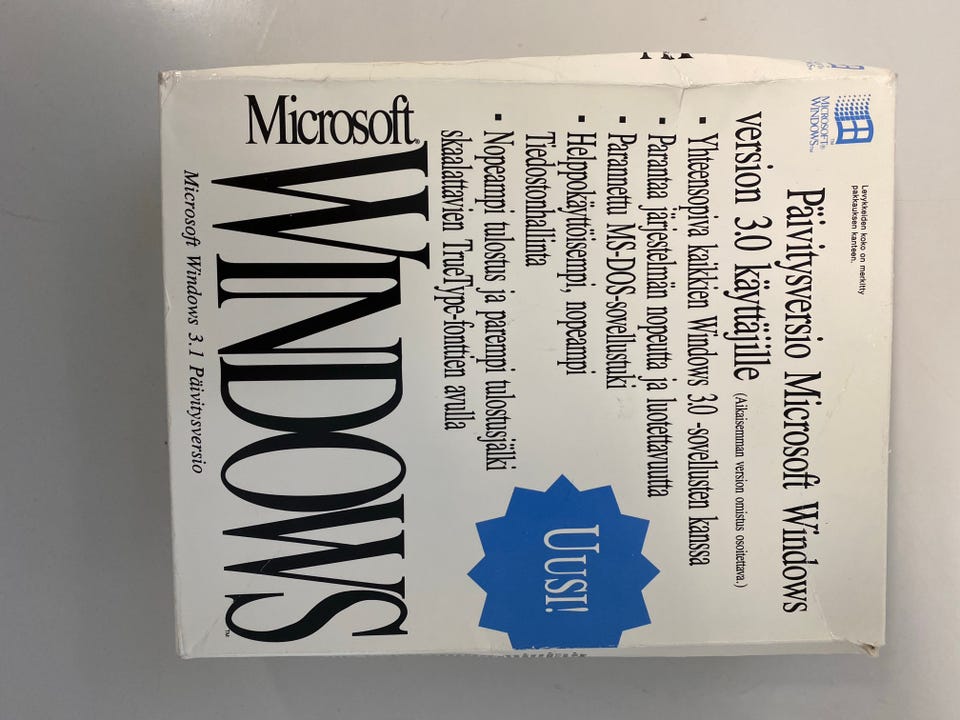 MICROSOFT®
WINDOWS™
Levykkeiden koko on merkitty
pakkauksen kanteen.
Päivitysversio Microsoft Windows
version 3.0 käyttäjille (Aikaisemman version omistus osoitettava.)
▪ Yhteensopiva kaikkien Windows 3.0 -sovellusten kanssa
▪ Parantaa järjestelmän nopeutta ja luotettavuutta
▪ Parannettu MS-DOS-sovellustuki
▪ Helppokäyttöisempi, nopeampi
Tiedostonhallinta
▪ Nopeampi tulostus ja parempi tulostusjälki
skaalattavien TrueType-fonttien avulla
UUSI!
Microsoft®
WINDOWS™
Microsoft Windows 3.1 Päivitysversio